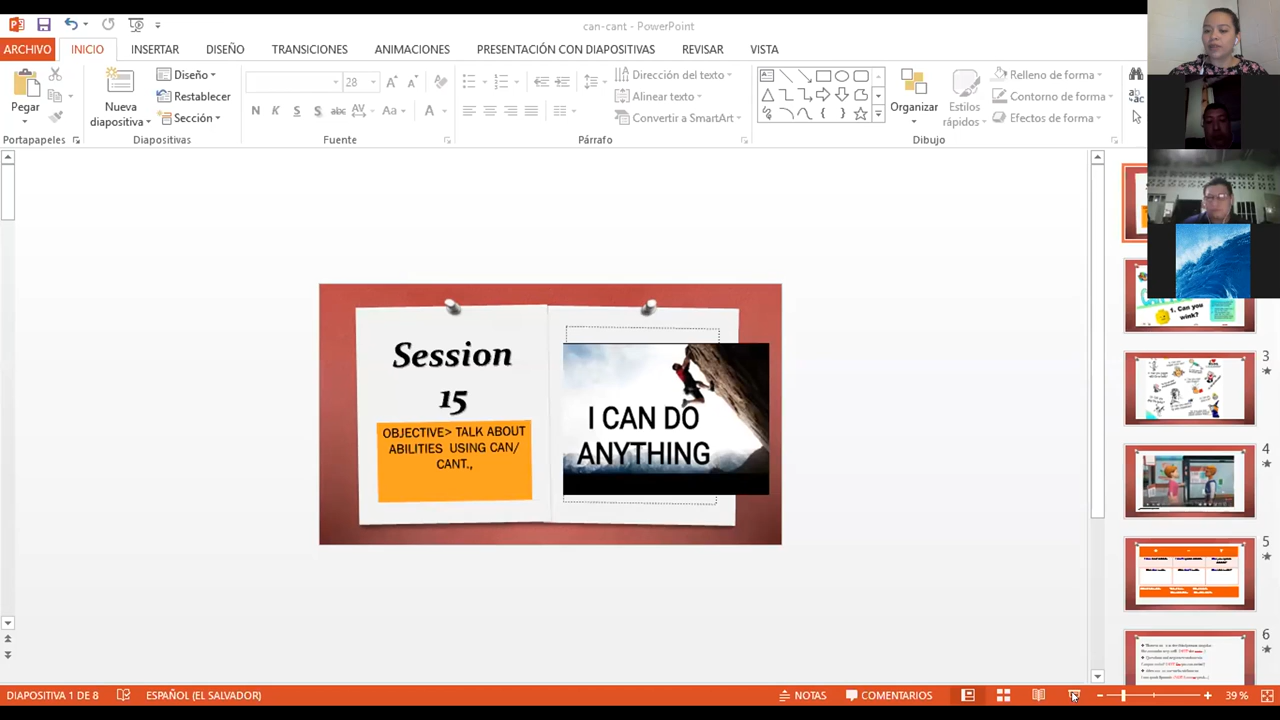 can-cant - PowerPoint
ARCHIVO INICIO INSERTAR DISEÑO TRANSICIONES ANIMACIONES PRESENTACIÓN CON DIAPOSITIVAS REVISAR VISTA
Pegar
Nueva
diapositiva
Diseño
Restablecer
Sección
28
N K S S abc AV Aa A
Dirección del texto
Alinear texto
Convertir a SmartArt
Organizar
Estilos
rápidos
Relleno de forma
Contorno de forma
Efectos de forma
Portapapeles Diapositivas Fuente Párrafo Dibujo
Session
15
OBJECTIVE> TALK ABOUT
ABILITIES USING CAN/
CANT.,
I CAN DO
ANYTHING
1. Can you
wink?
3
4
5
6
DIAPOSITIVA 1 DE 8 ESPAÑOL (EL SALVADOR) NOTAS COMENTARIOS 39 %